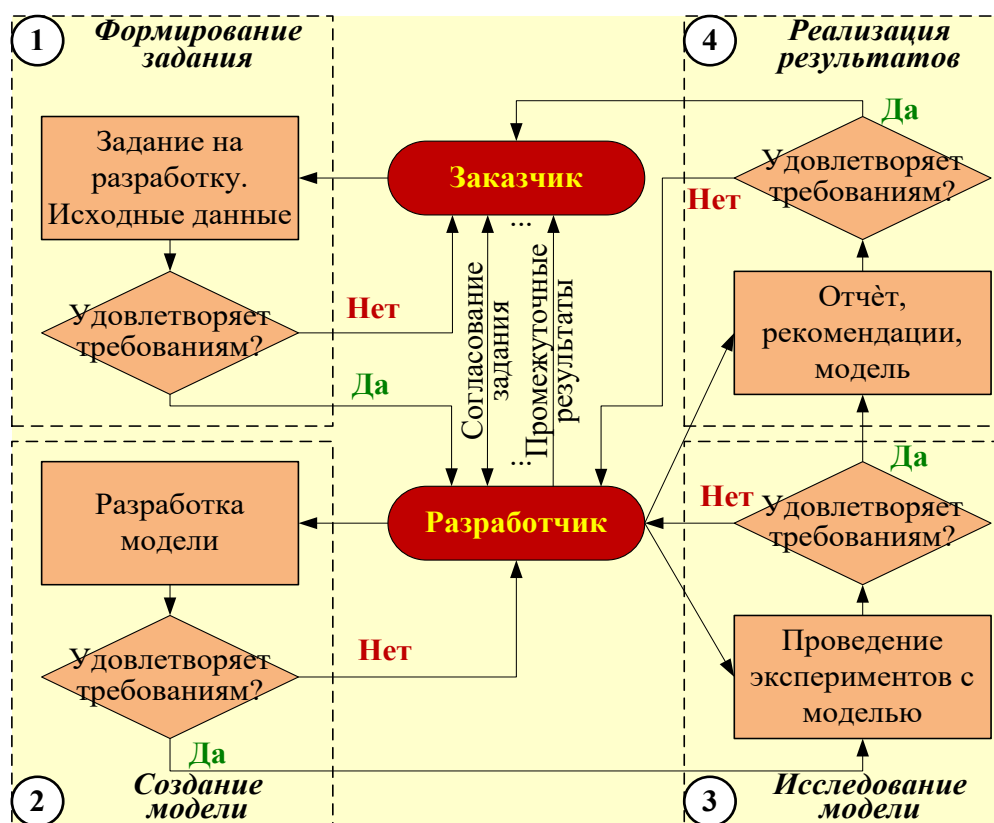 1
Формирование
задания
Задание на
разработку.
Исходные данные
Удовлетворяет
требованиям?
Нет
Да
Заказчик
...
Согласование
задания
Промежуточные
результаты
...
Разработчик
4
Реализация
результатов
Да
Удовлетворяет
требованиям?
Нет
Отчѐт,
рекомендации,
модель
Разработка
модели
Удовлетворяет
требованиям?
Нет
Да
2
Создание
модели
Да
Нет
Удовлетворяет
требованиям?
Проведение
экспериментов с
моделью
3
Исследование
модели